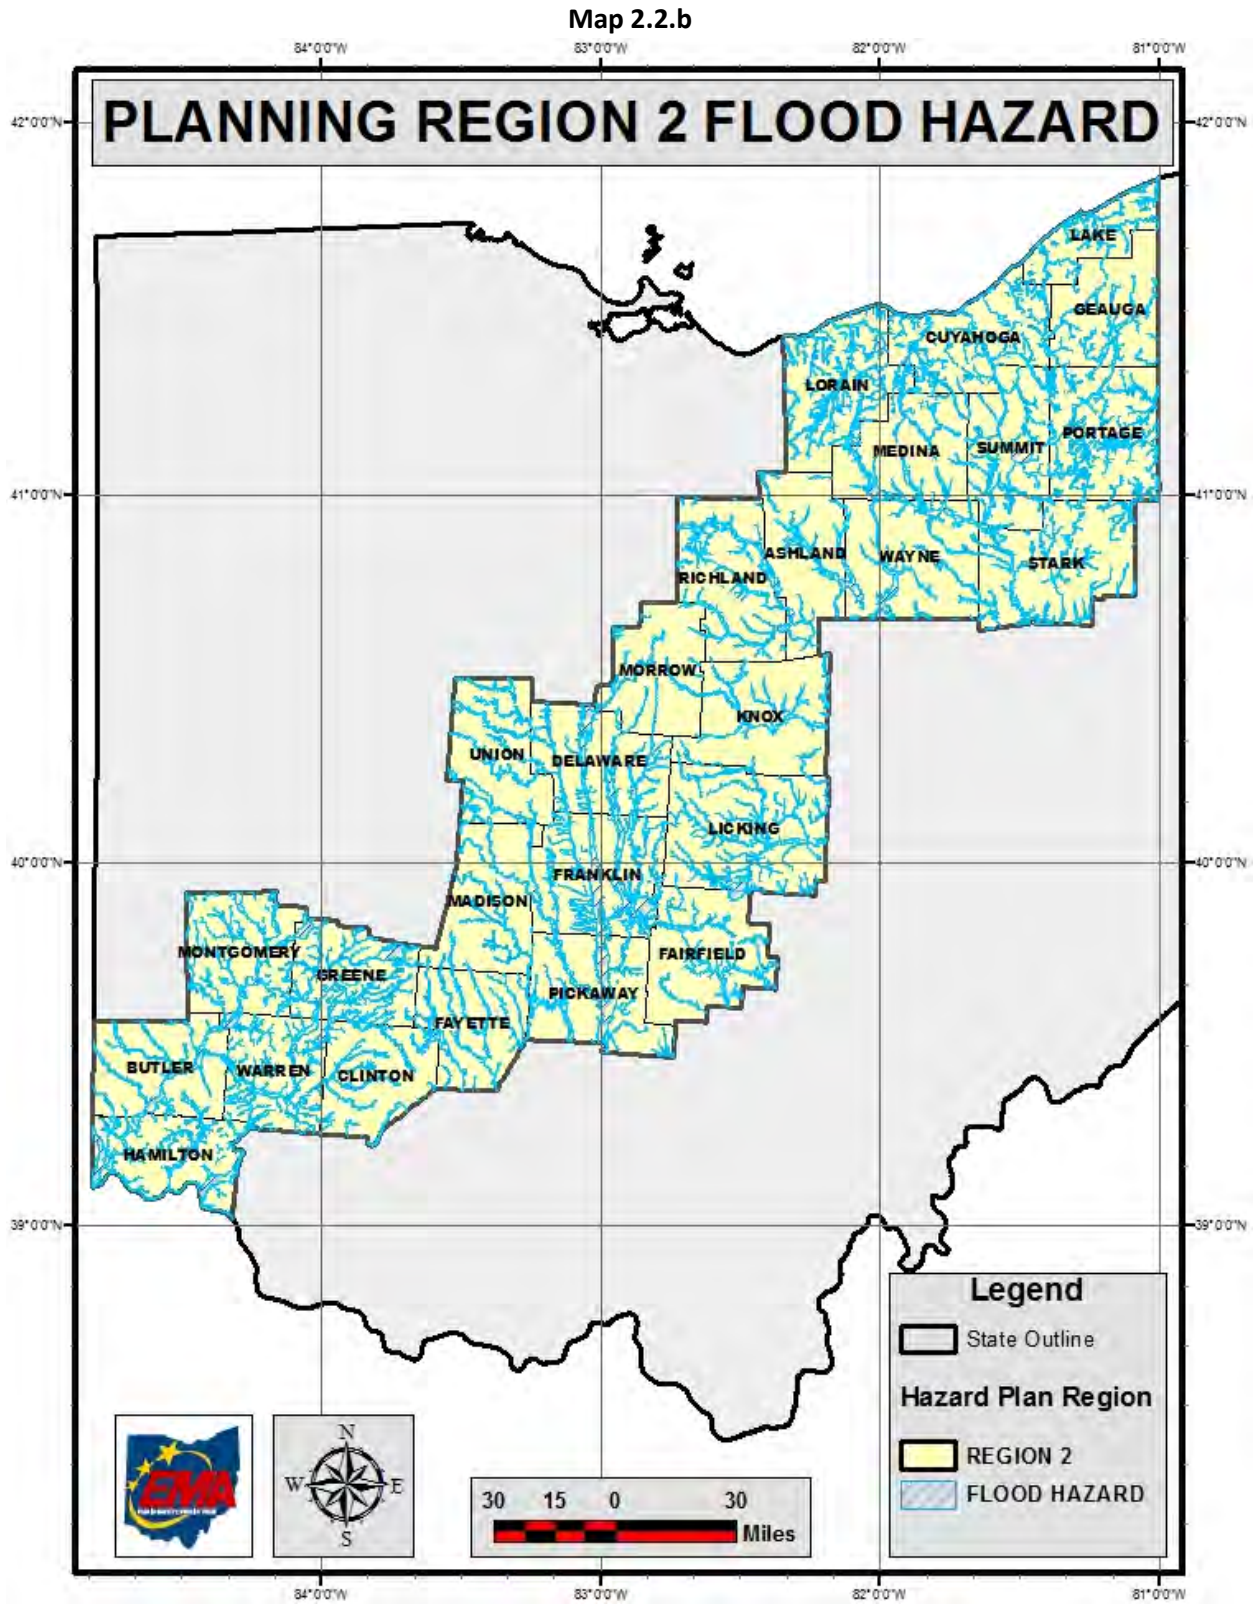 Map 2.2.b
84°0'0"W 83°0'0"W 82°0'0"W 81°0'0"W
42°0'0"N PLANNING REGION 2 FLOOD HAZARD 42°0'0"N
LAKE
GEAUGA
CUYAHOGA
LORAIN
PORTAGE
MEDINA SUMMIT
41°0'0"N 41°0'0"N
ASHLAND WAYNE
RICHLAND STARK
MORROW
KNOX
UNION DELAWARE
LICKING
40°0'0"N 40°0'0"N
FRANKLIN
MADISON
MONTGOMERY FAIRFIELD
GREENE
PICKAWAY
FAYETTE
BUTLER WARREN CLINTON
HAMILTON
39°0'0"N 39°0'0"N
Legend
State Outline
Hazard Plan Region
REGION 2
FLOOD HAZARD
EMA
N
W E
S
30 15 0 30
Miles
84°0'0"W 83°0'0"W 82°0'0"W 81°0'0"W